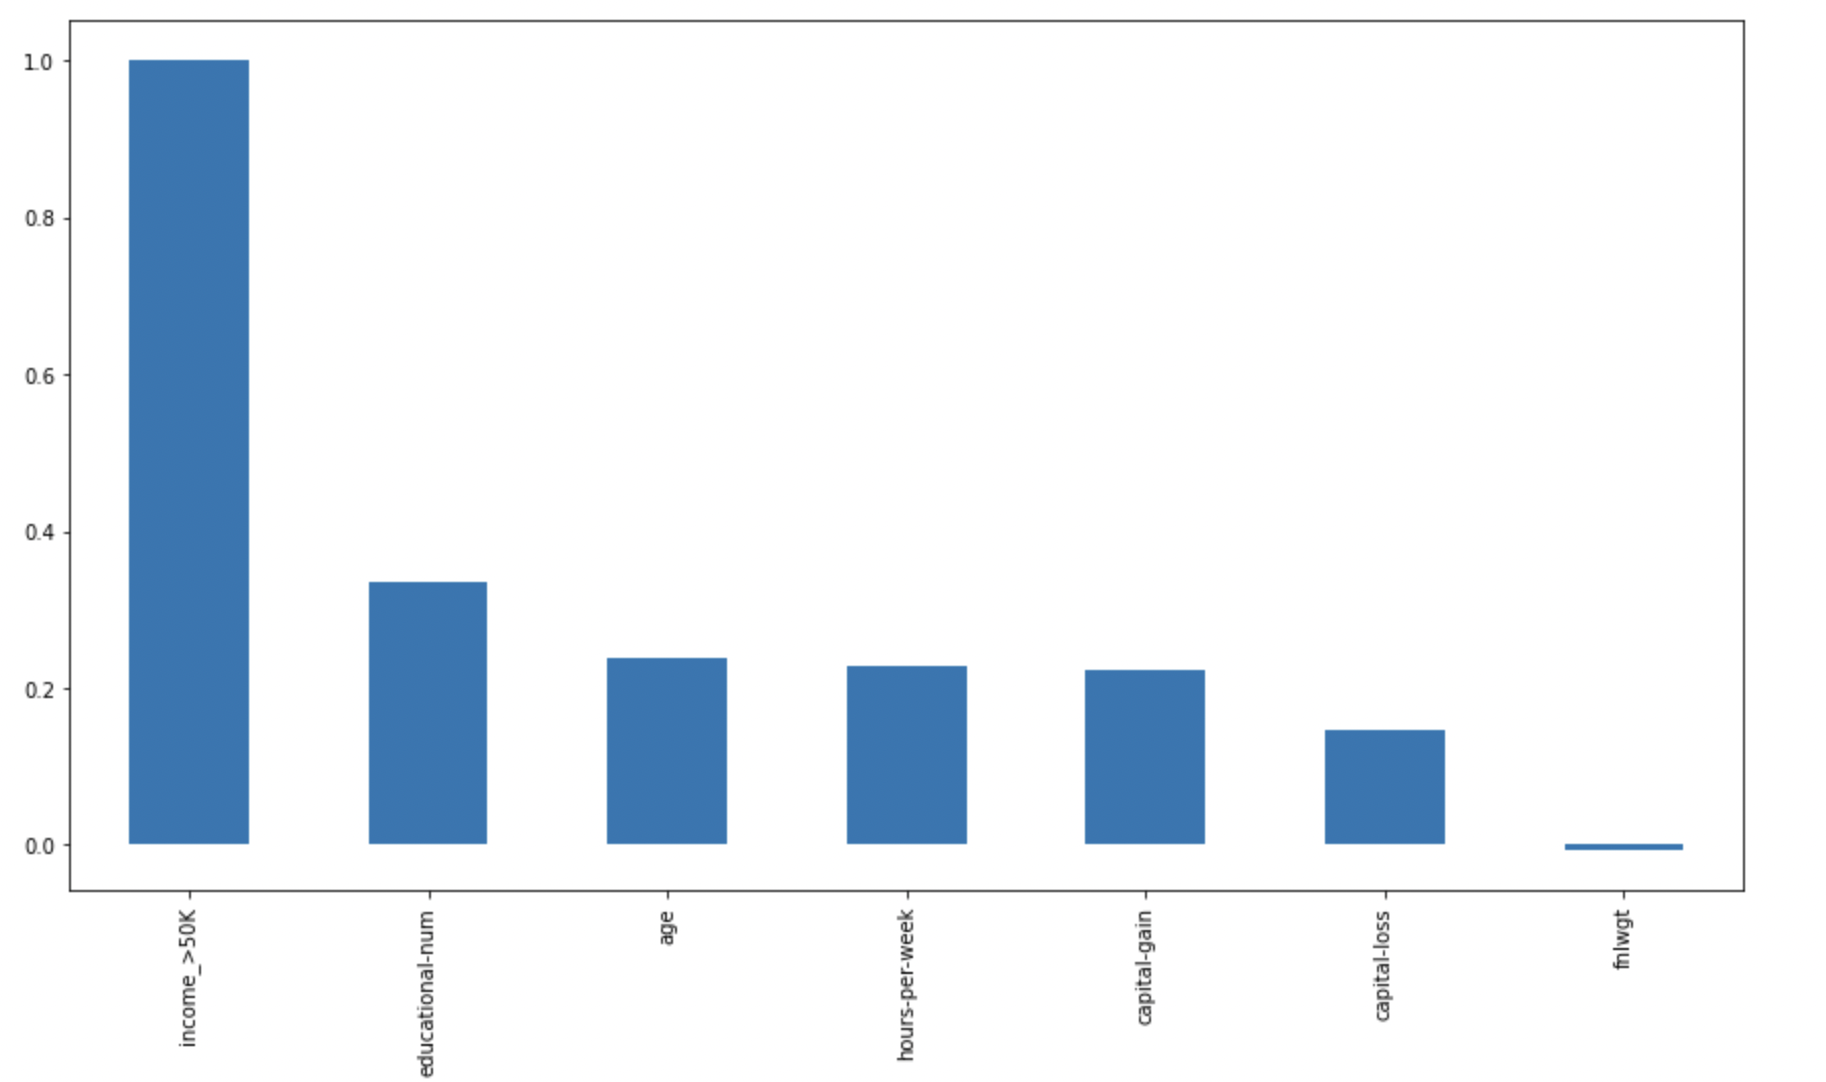 1.0
0.8
0.6
0.4
0.2
0.0
income_>50K
educational-num
age
hours-per-week
capital-gain
capital-loss
fnlwgt